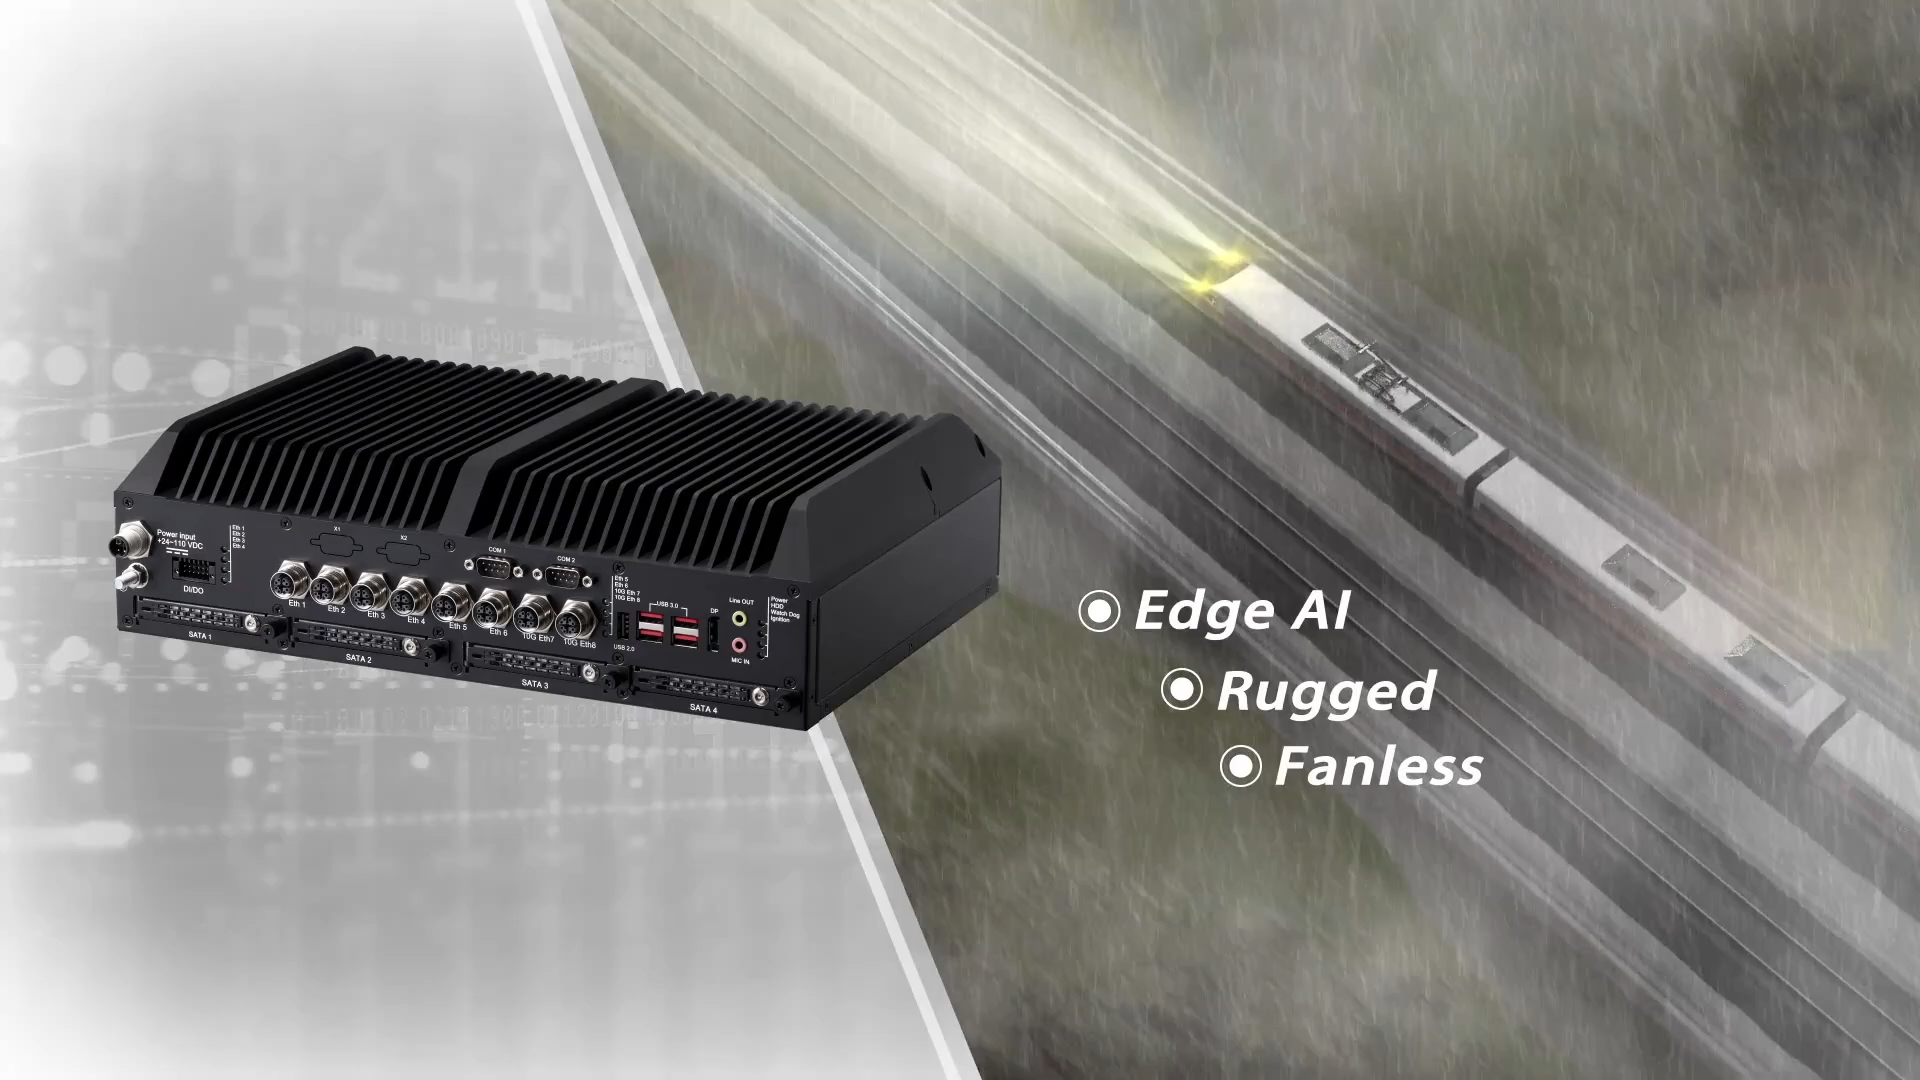 Power Input
+24~110 VDC
DI/DO
Eth 1
Eth 2
Eth 3
Eth 4
X1
X2
COM 1
COM 2
Eth 1
Eth 2
Eth 3
Eth 4
Eth 5
Eth 6
10G Eth7
10G Eth8
Eth 5
Eth 6
10G Eth 7
10G Eth 8
USB 3.0
USB 2.0
DP
Line OUT
MIC IN
Power
HDD
Watch Dog
Ignition
SATA 1
SATA 2
SATA 3
SATA 4
Edge AI
Rugged
Fanless